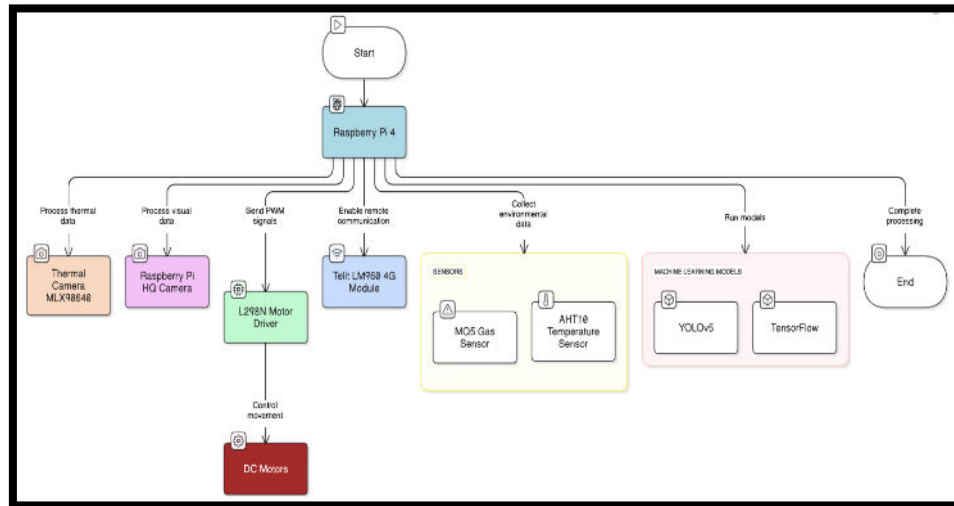 Start
Raspberry Pi 4
Process thermal
data
Process visual
data
Send PWM
signals
Enable remote
communication
Collect
environmental
data
Run models
Complete
processing
Thermal
Camera
MLX90640
Raspberry Pi
HQ Camera
L298N Motor
Driver
Telit LM960 4G
Module
SENSORS
MQ5 Gas
Sensor
AHT10
Temperature
Sensor
MACHINE LEARNING MODELS
YOLOv5
TensorFlow
End
Control
movement
DC Motors